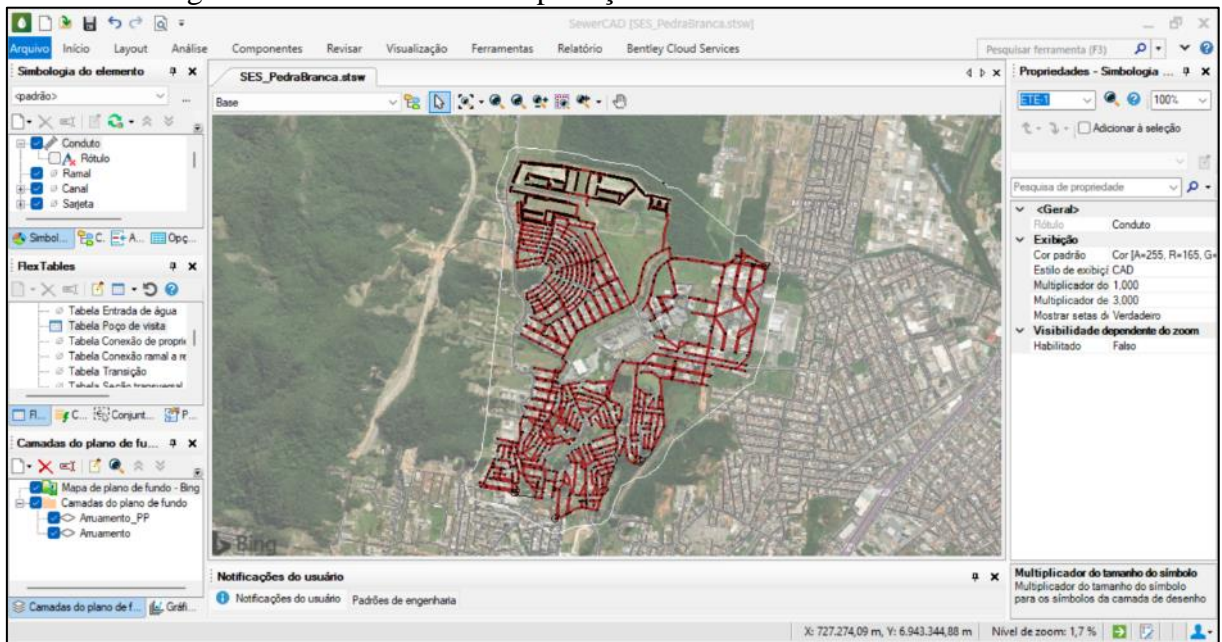 SewerCAD [SES_PedraBranca.stsw]
Arquivo Início Layout Análise Componentes Revisar Visualização Ferramentas Relatório Bentley Cloud Services
Pesquisar ferramenta (F3)
Simbologia do elemento
<padrão>
Conduto
Rótulo
Ramal
Canal
Sarjeta
Simbol... C. A... Opç...
FlexTables
Tabela Entrada de água
Tabela Poço de visita
Tabela Conexão de proprie
Tabela Conexão ramal a re
Tabela Transição
Tabela Seção transversal
Fl... C... Conjunt... P...
Camadas do plano de fu...
Mapa de plano de fundo - Bing
Camadas do plano de fundo
Arruamento_PP
Arruamento
Camadas do plano de f... Gráfi...
SES_PedraBranca.stsw
Base
Bing
Notificações do usuário
Notificações do usuário Padrões de engenharia
Propriedades - Simbologia ...
ETE-1 100%
Adicionar à seleção
Pesquisa de propriedade
<Geral>
Rótulo Conduto
Exibição
Cor padrão Cor [A=255, R=165, G=
Estilo de exibiçã CAD
Multiplicador do 1,000
Multiplicador de 3,000
Mostrar setas di Verdadeiro
Visibilidade dependente do zoom
Habilitado Falso
Multiplicador do tamanho do símbolo
Multiplicador do tamanho do símbolo
para os símbolos da camada de desenho
X: 727.274,09 m, Y: 6.943.344,88 m Nível de zoom: 1,7 %